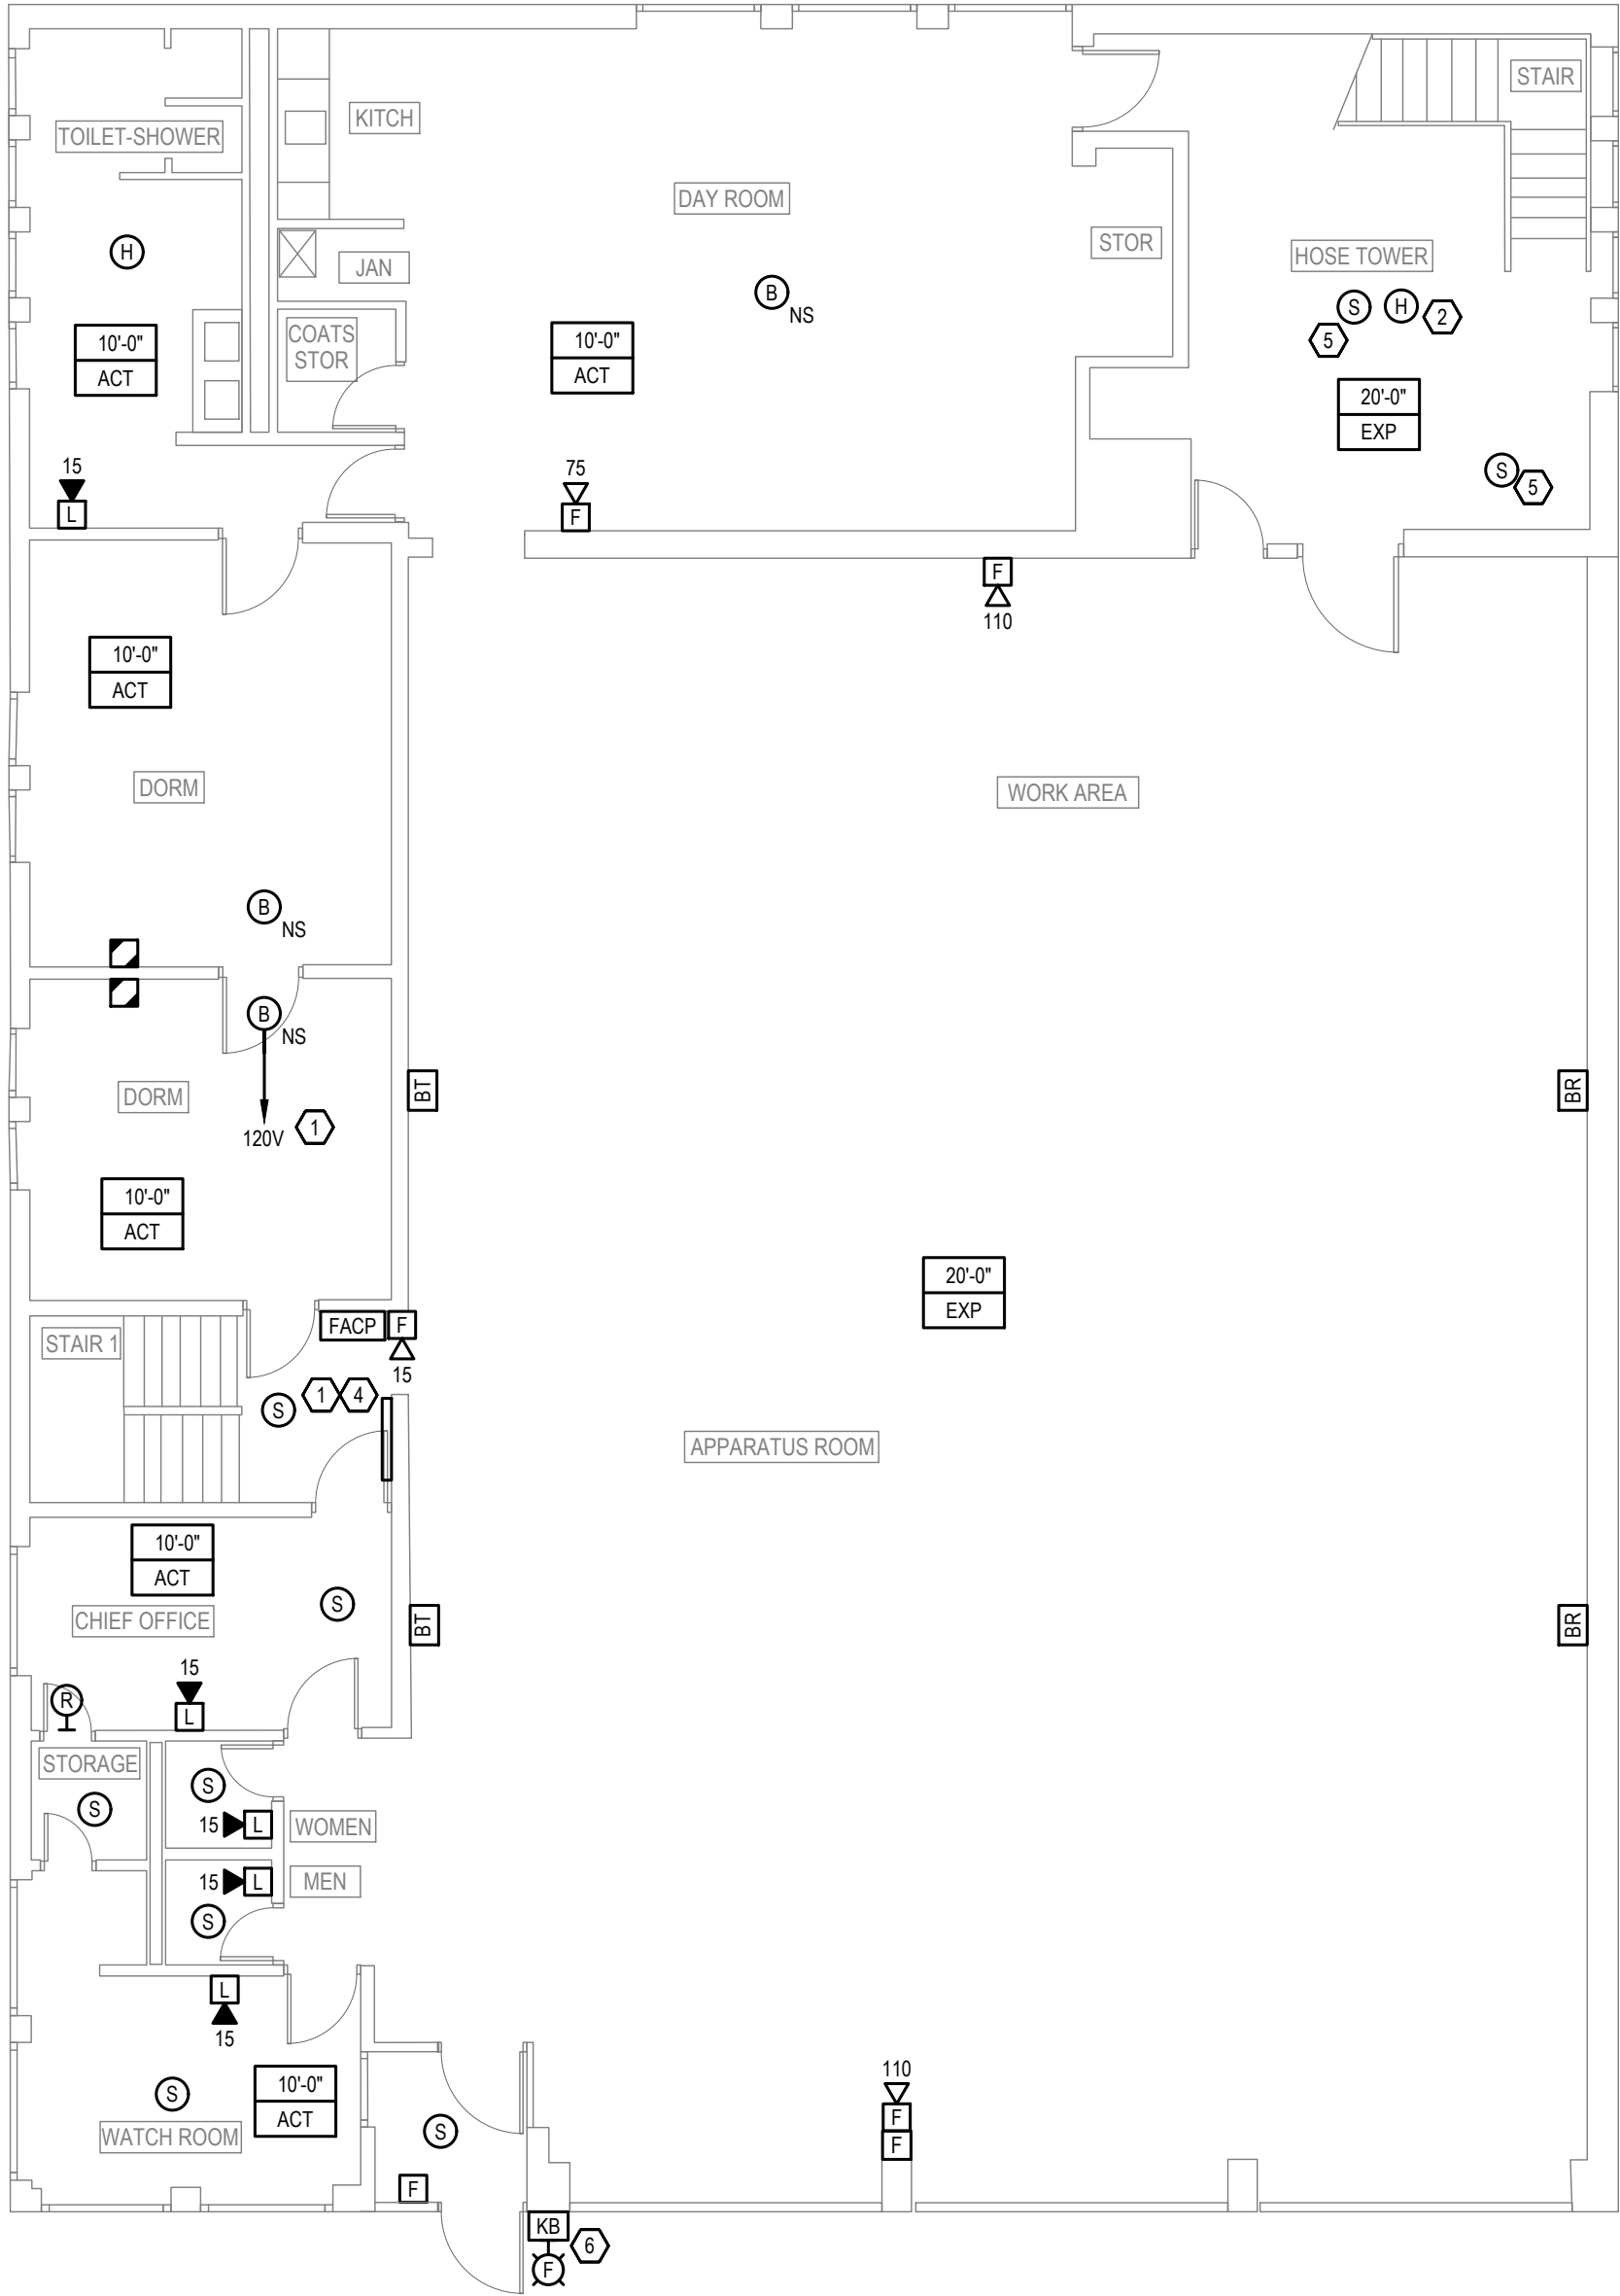 STAIR
KITCH
TOILET-SHOWER
DAY ROOM
STOR
HOSE TOWER
H
JAN
B
NS
S
H
2
5
10'-0"
ACT
COATS
STOR
10'-0"
ACT
20'-0"
EXP
15
L
75
F
S
5
F
110
10'-0"
ACT
DORM
WORK AREA
B
NS
B
NS
DORM
120V
1
BT
BR
10'-0"
ACT
20'-0"
EXP
STAIR 1
FACP
F
15
S
1
4
APPARATUS ROOM
10'-0"
ACT
S
CHIEF OFFICE
BT
BR
15
L
R
STORAGE
S
S
15
L
WOMEN
15
L
MEN
S
L
15
10'-0"
ACT
S
WATCH ROOM
S
F
110
F
F
KB
6
F